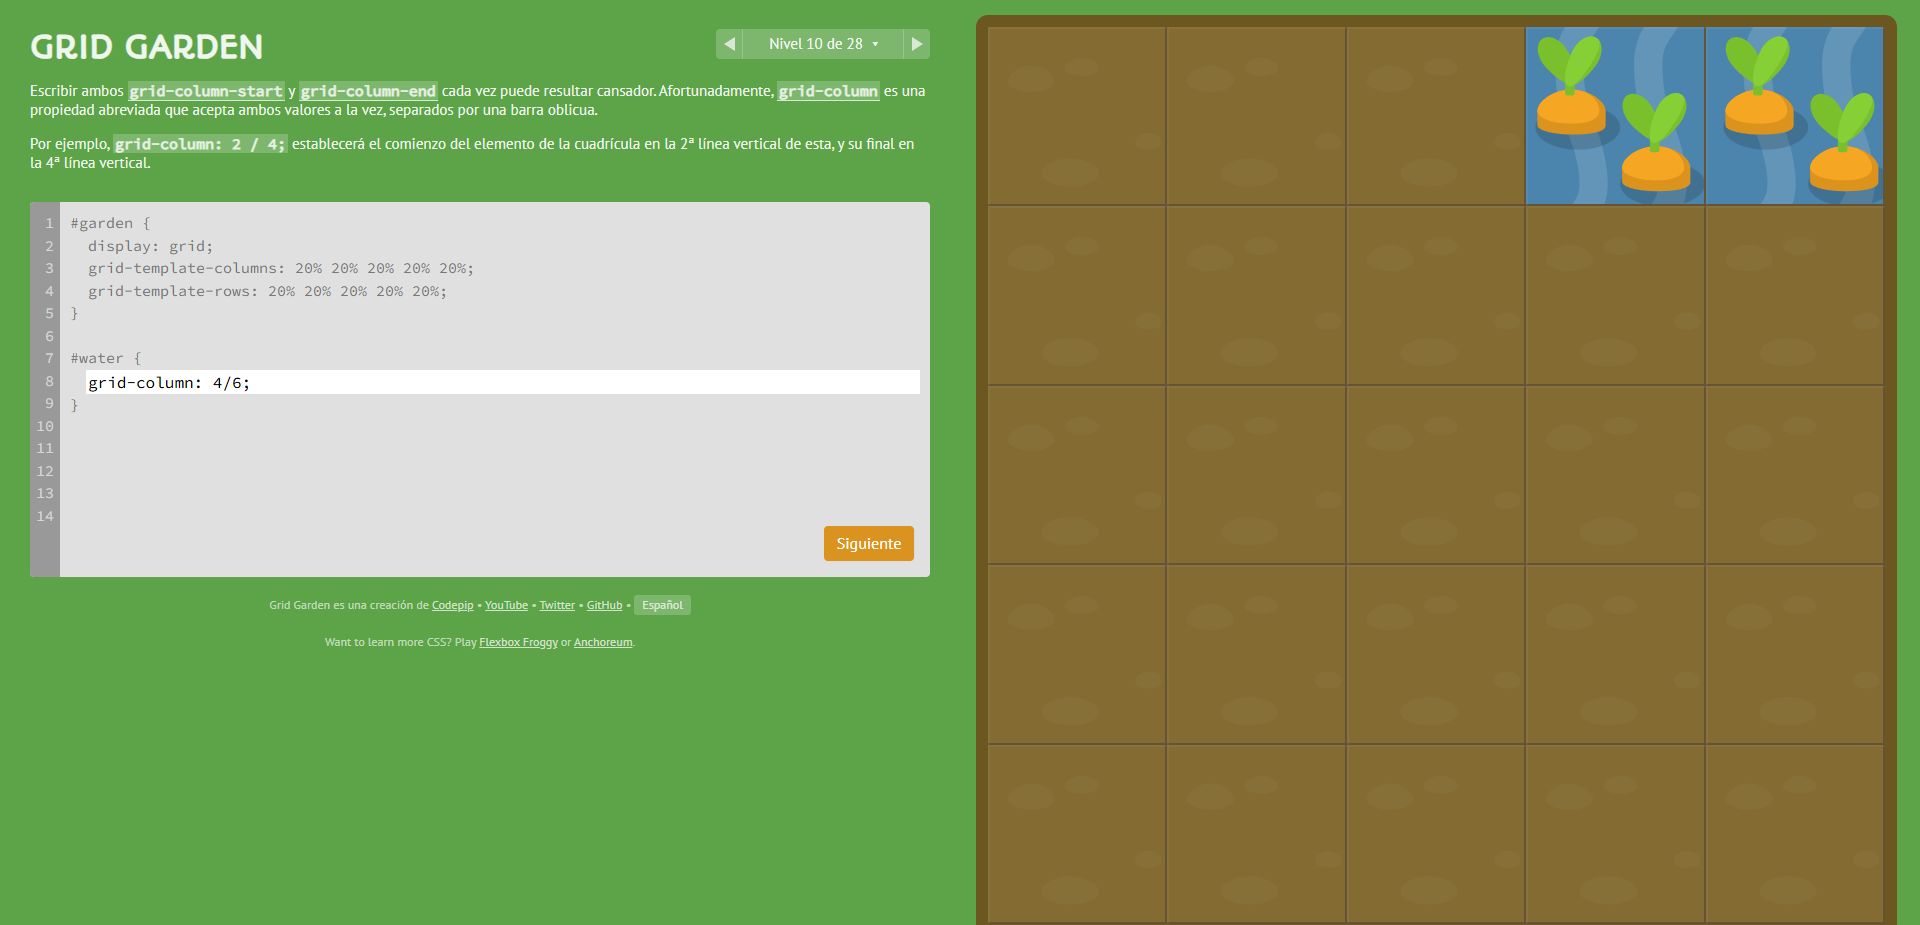 GRID GARDEN
◀ Nivel 10 de 28 ▾ ▶
Escribir ambos grid-column-start y grid-column-end cada vez puede resultar cansador. Afortunadamente, grid-column es una
propiedad abreviada que acepta ambos valores a la vez, separados por una barra oblicua.
Por ejemplo, grid-column: 2 / 4; establecerá el comienzo del elemento de la cuadrícula en la 2ª línea vertical de esta, y su final en
la 4ª línea vertical.
1 #garden {
2 display: grid;
3 grid-template-columns: 20% 20% 20% 20% 20%;
4 grid-template-rows: 20% 20% 20% 20% 20%;
5 }
6
7 #water {
8 grid-column: 4/6;
9 }
10
11
12
13
14
Siguiente
Grid Garden es una creación de Codepip • YouTube • Twitter • GitHub • Español
Want to learn more CSS? Play Flexbox Froggy or Anchoreum.